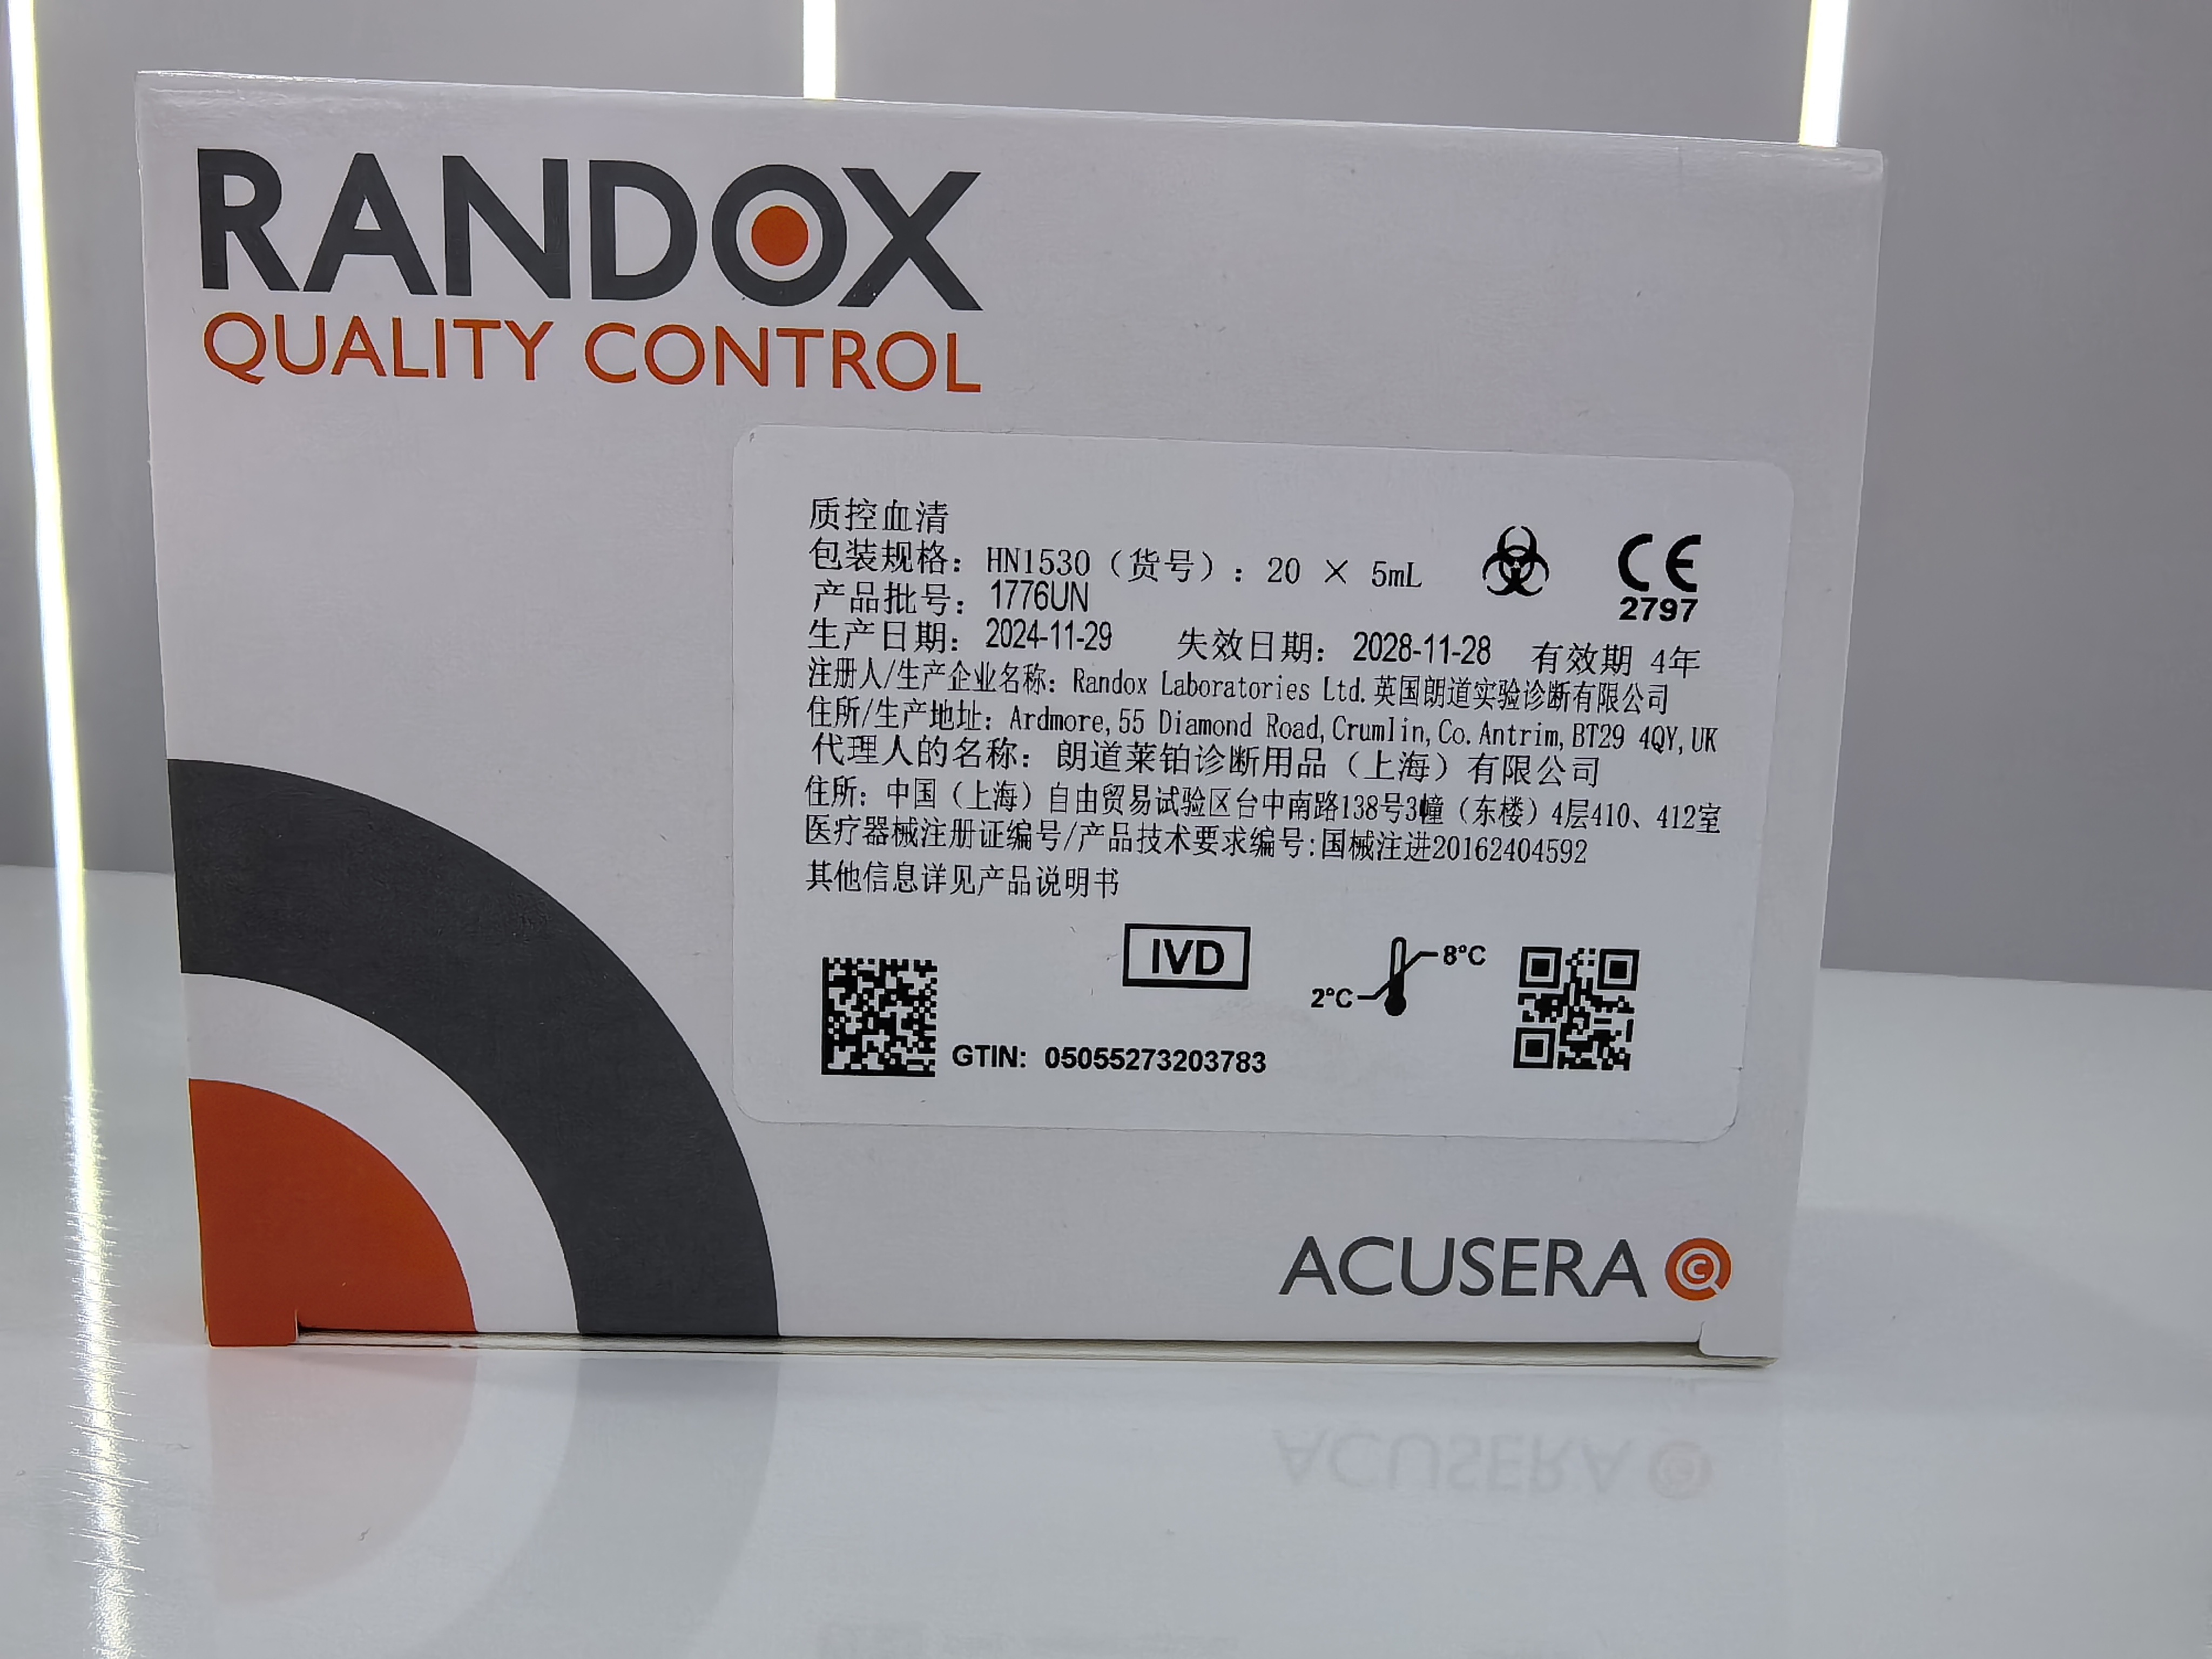 RANDOX
QUALITY CONTROL
质控血清
包装规格：HN1530（货号）：20 × 5mL
CE
2797
产品批号：1776UN
生产日期：2024-11-29 失效日期：2028-11-28 有效期 4年
注册人/生产企业名称：Randox Laboratories Ltd.英国朗道实验诊断有限公司
住所/生产地址：Ardmore,55 Diamond Road,Crumlin,Co.Antrim,BT29 4QY,UK
代理人的名称：朗道莱铂诊断用品（上海）有限公司
住所：中国（上海）自由贸易试验区台中南路138号3幢（东楼）4层410、412室
医疗器械注册证编号/产品技术要求编号:国械注进20162404592
其他信息详见产品说明书
IVD
2°C 8°C
GTIN: 05055273203783
ACUSERA